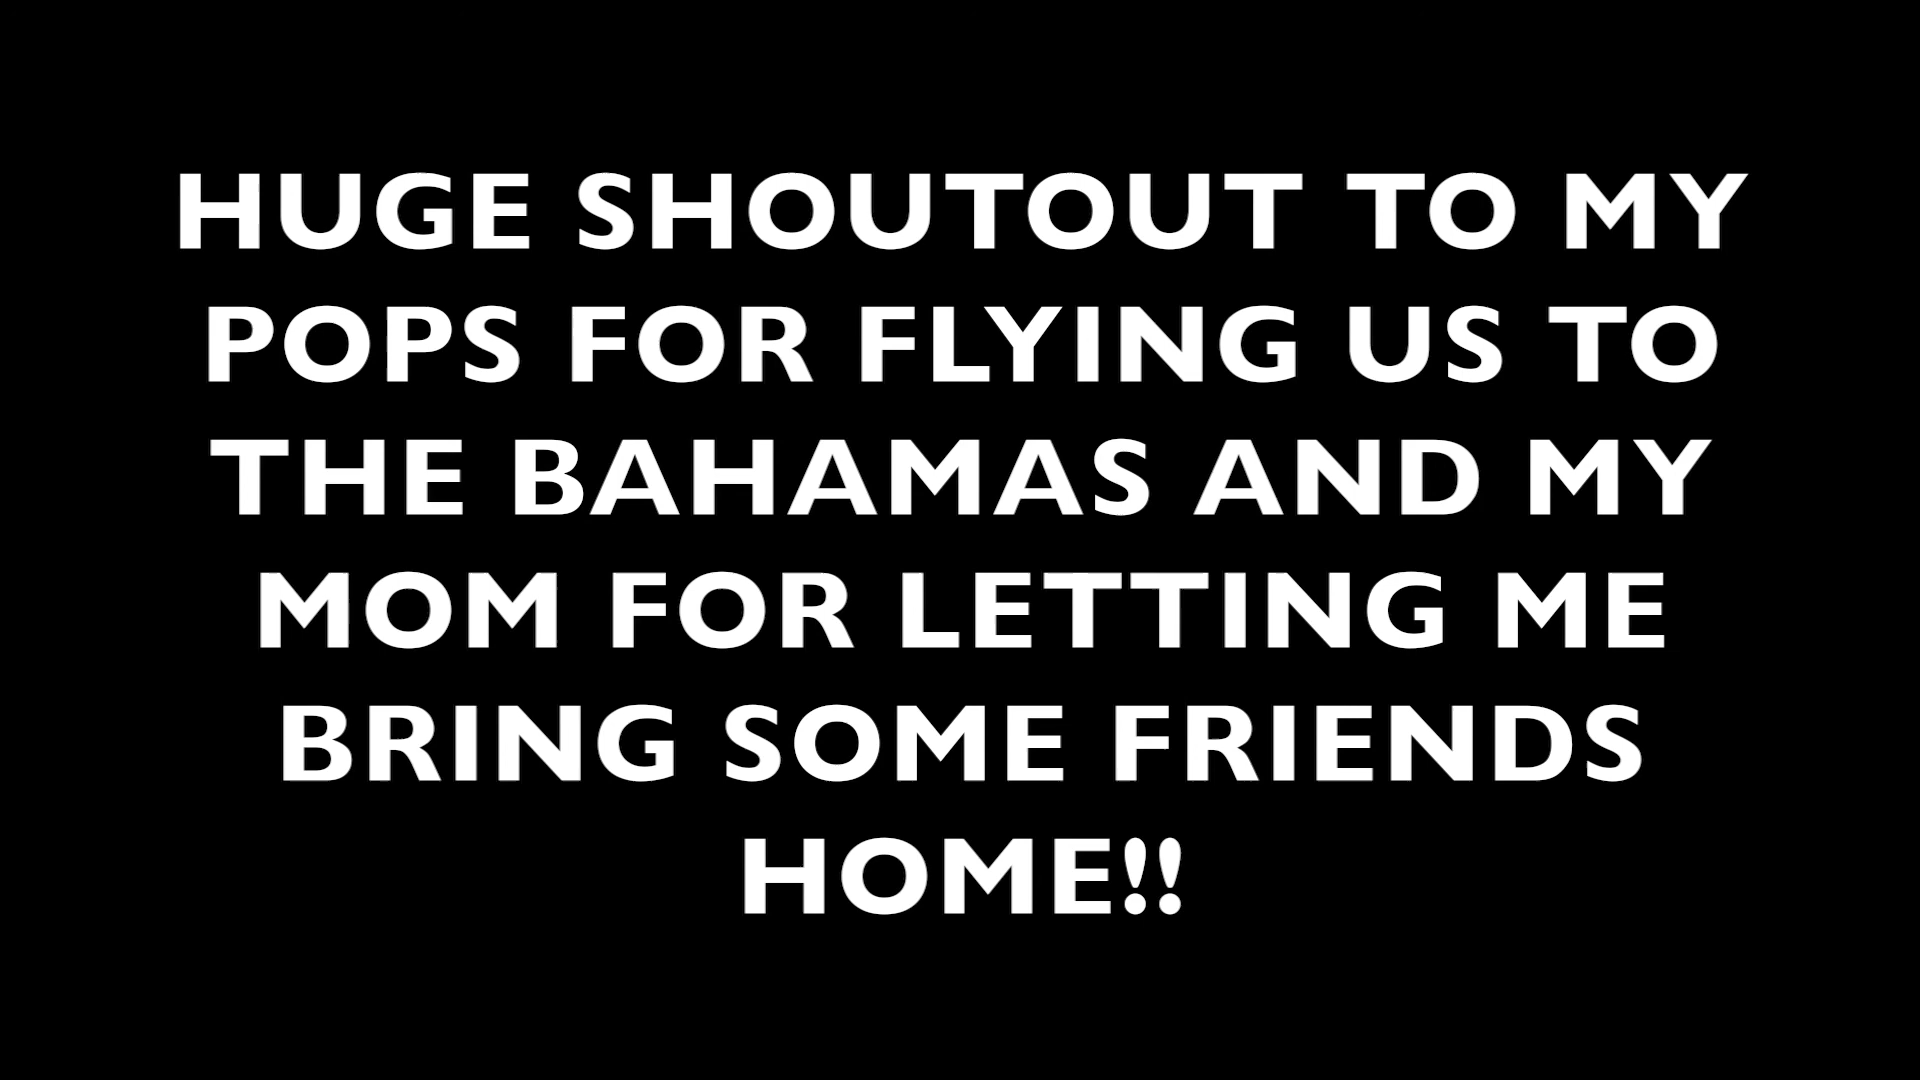 HUGE SHOUTOUT TO MY
POPS FOR FLYING US TO
THE BAHAMAS AND MY
MOM FOR LETTING ME
BRING SOME FRIENDS
HOME!!